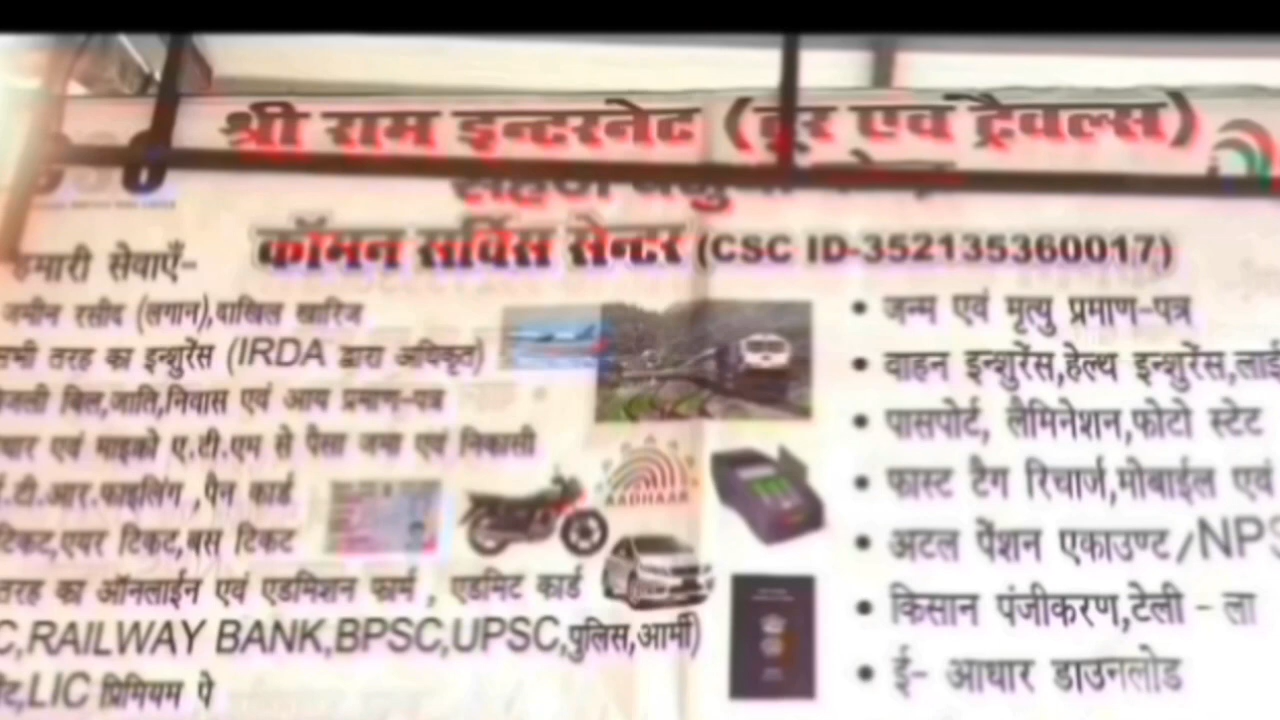 श्री राम इन्टरनेट (टूर एवं ट्रैवल्स)
कॉमन सर्विस सेन्टर (CSC ID-352135360017)
हमारी सेवाएँ-
जमीन रसीद (लगान),दाखिल खारिज
सभी तरह का इन्शुरेंस (IRDA द्वारा अधिकृत)
बिल,जाति,निवास एवं आय प्रमाण-पत्र
एवं माइक्रो ए.टी.एम से पैसा जमा एवं निकासी
.टी.आर.फाइलिंग ,पैन कार्ड
टिकट,एयर टिकट,बस टिकट
तरह का ऑनलाईन एवं एडमिशन फार्म , एडमिट कार्ड
C,RAILWAY BANK,BPSC,UPSC,पुलिस,आर्मी)
LIC प्रिमियम पे
AADHAAR
• जन्म एवं मृत्यु प्रमाण-पत्र
• वाहन इन्शुरेंस,हेल्थ इन्शुरेंस,लाई
• पासपोर्ट, लैमिनेशन,फोटो स्टेट
• फास्ट टैग रिचार्ज,मोबाईल एवं
• अटल पेंशन एकाउण्ट/NPS
• किसान पंजीकरण,टेली - ला
• ई- आधार डाउनलोड